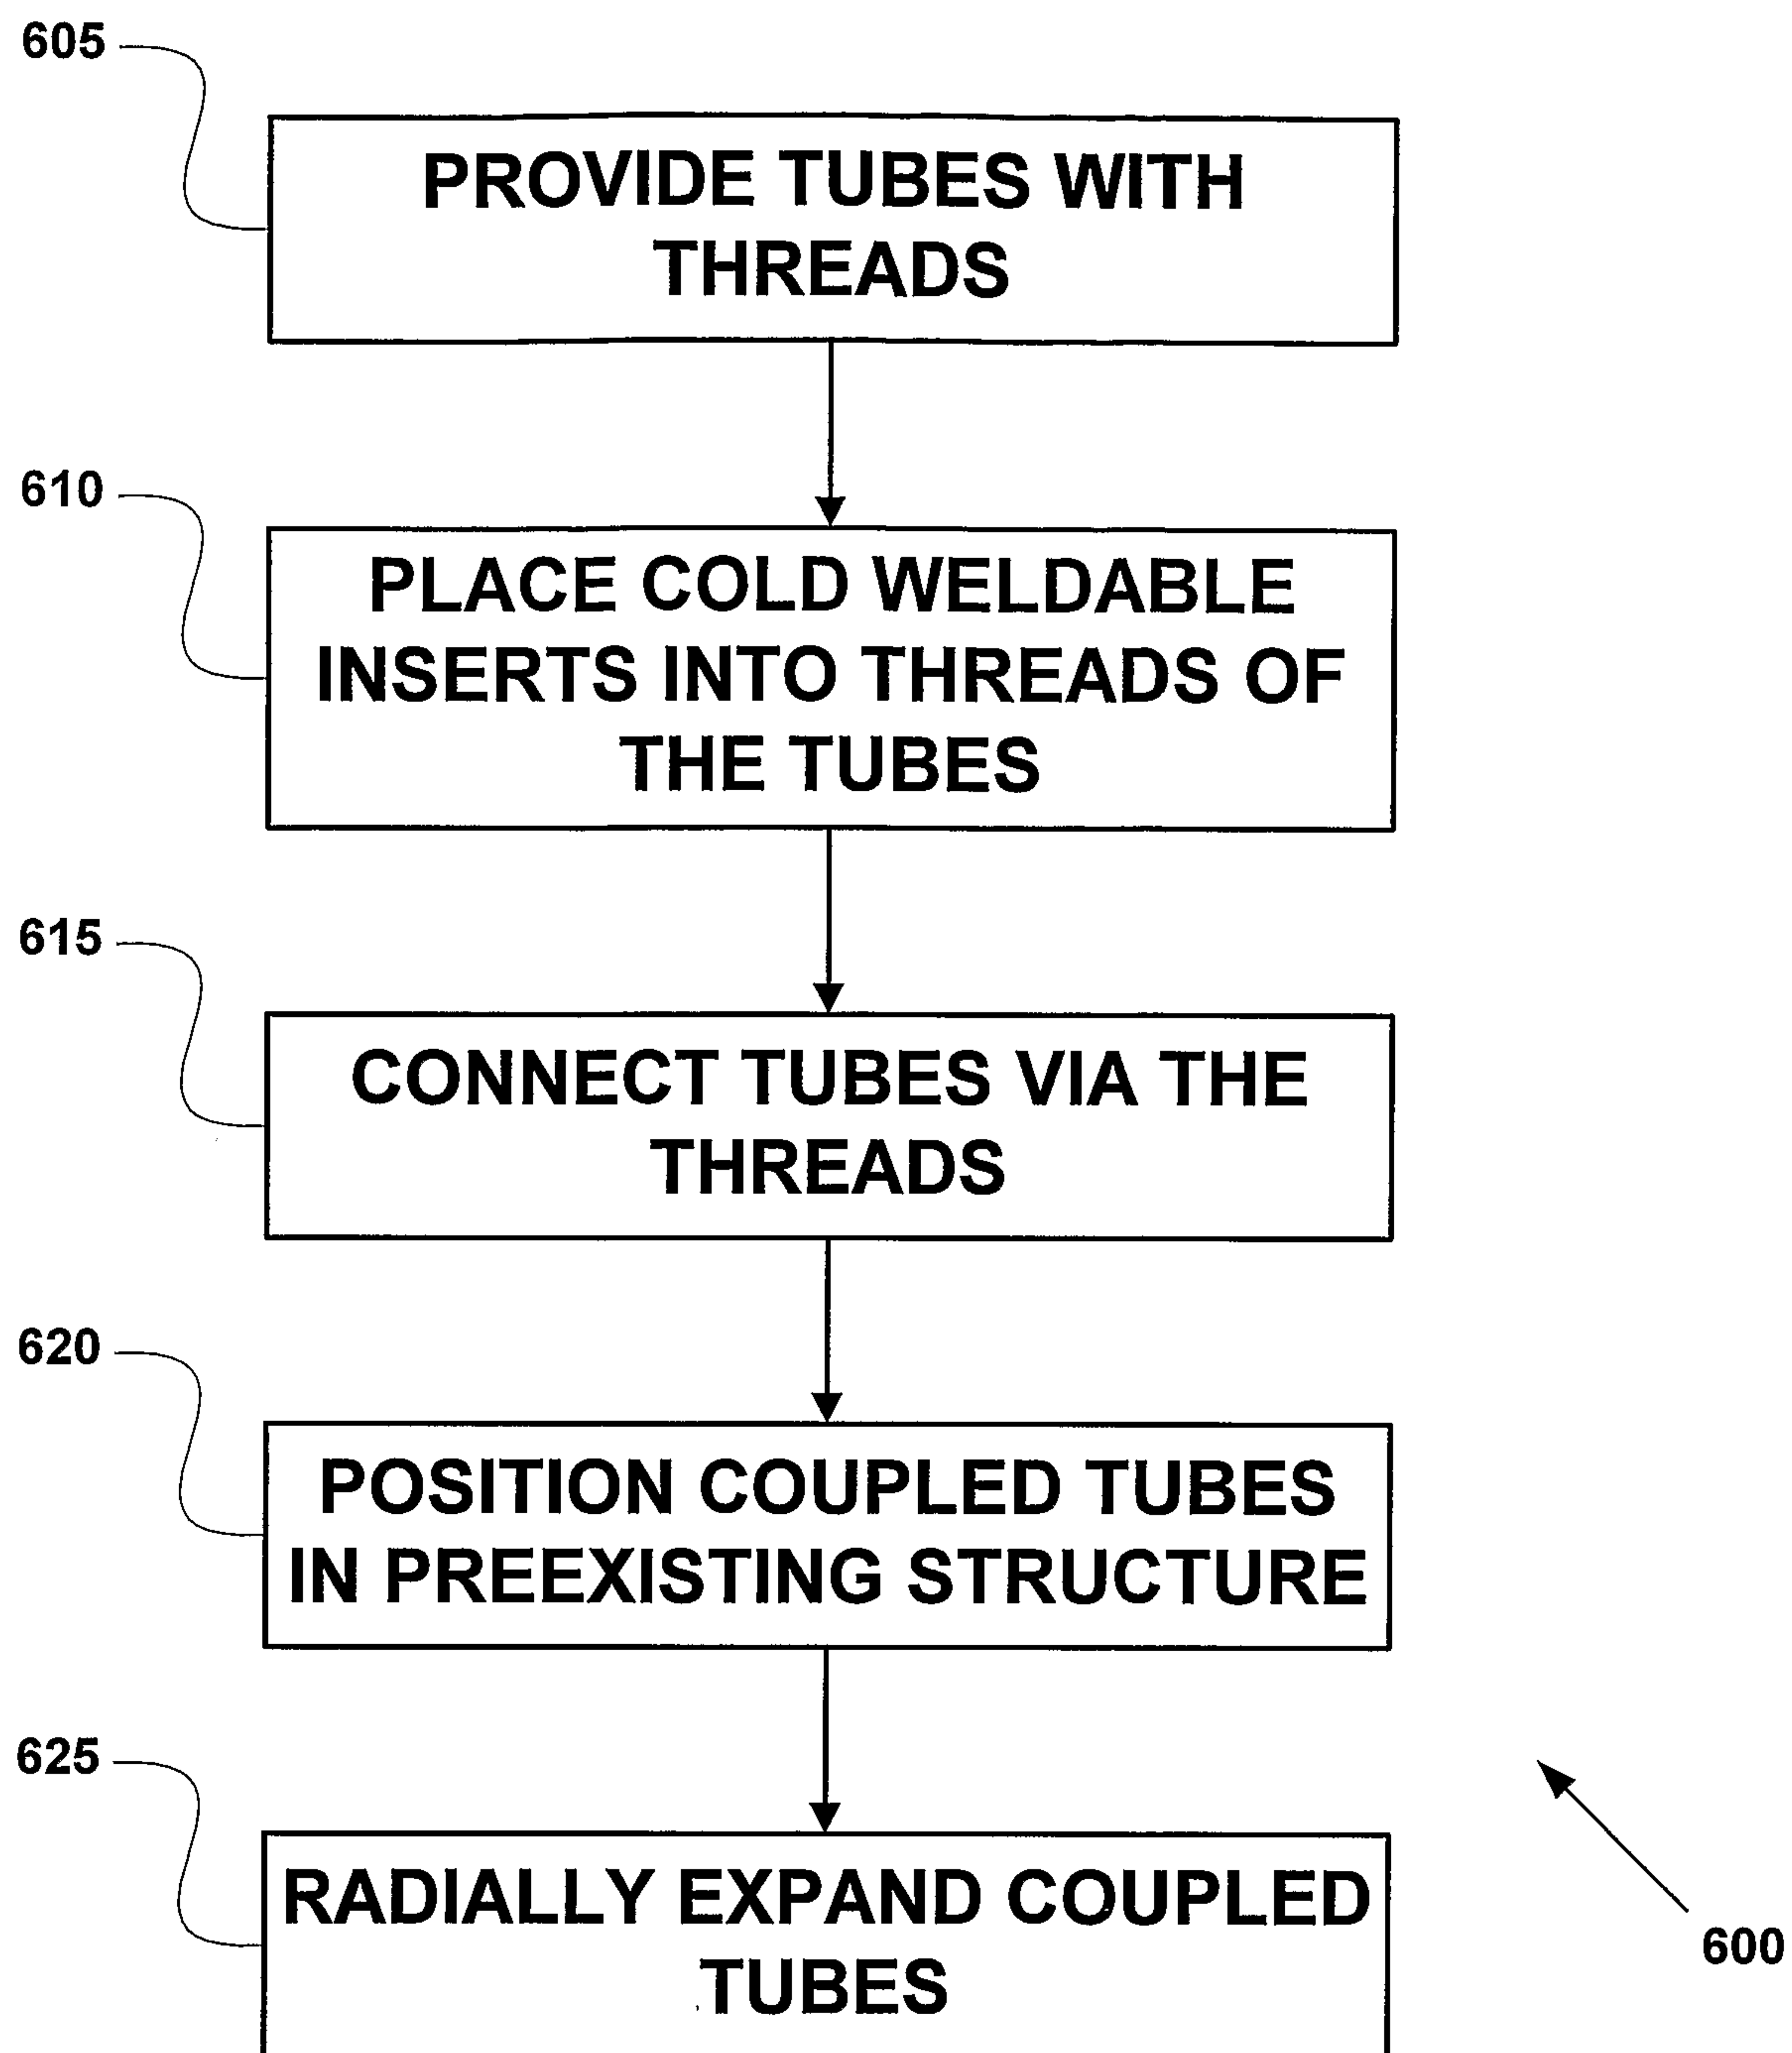 605
PROVIDE TUBES WITH
THREADS
610
PLACE COLD WELDABLE
INSERTS INTO THREADS OF
THE TUBES
615
CONNECT TUBES VIA THE
THREADS
620
POSITION COUPLED TUBES
IN PREEXISTING STRUCTURE
625
RADIALLY EXPAND COUPLED
TUBES
600